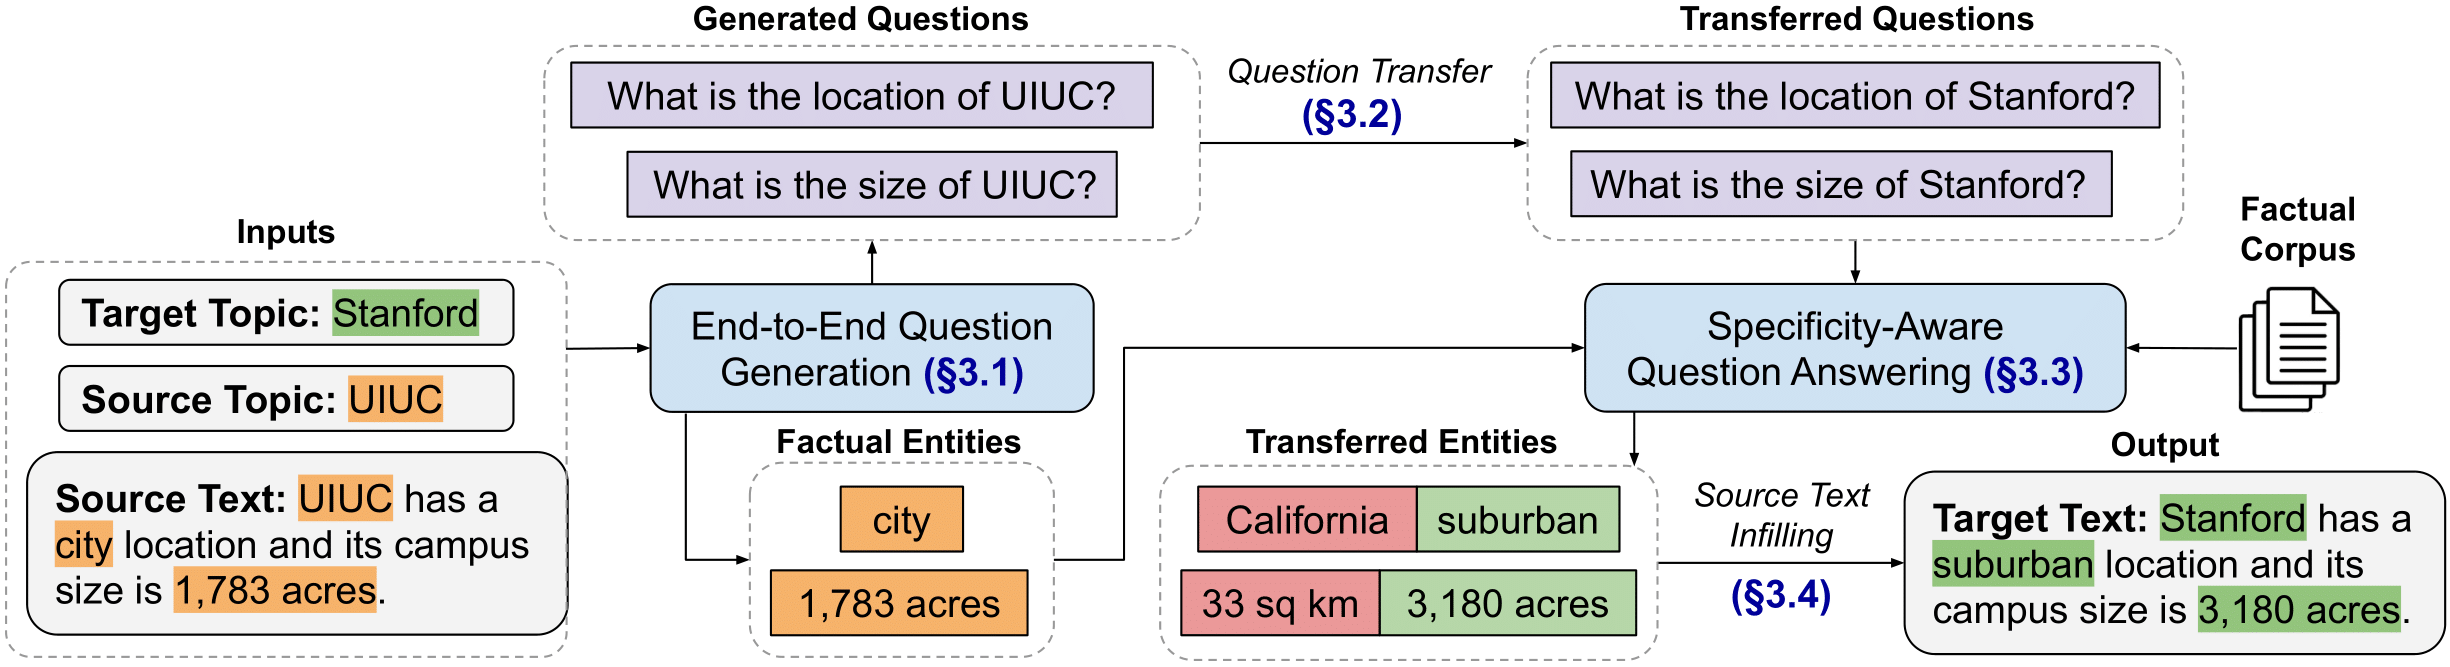 Generated Questions
What is the location of UIUC?
What is the size of UIUC?
Question Transfer
(§3.2)
Transferred Questions
What is the location of Stanford?
What is the size of Stanford?
Factual
Corpus
Inputs
Target Topic: Stanford
Source Topic: UIUC
Source Text: UIUC has a
city location and its campus
size is 1,783 acres.
End-to-End Question
Generation (§3.1)
Specificity-Aware
Question Answering (§3.3)
Factual Entities
city
1,783 acres
Transferred Entities
California suburban
33 sq km 3,180 acres
Source Text
Infilling
(§3.4)
Output
Target Text: Stanford has a
suburban location and its
campus size is 3,180 acres.